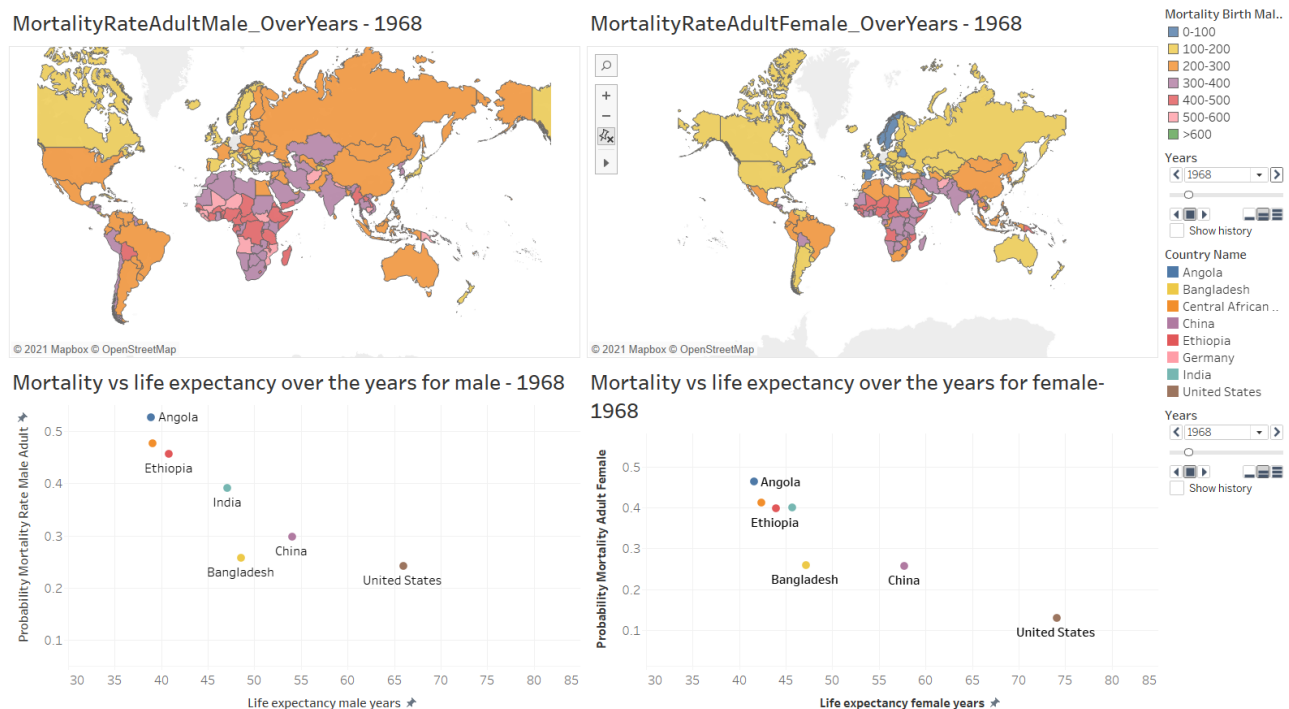 MortalityRateAdultMale_OverYears - 1968
© 2021 Mapbox © OpenStreetMap
MortalityRateAdultFemale_OverYears - 1968
© 2021 Mapbox © OpenStreetMap
Mortality Birth Mal..
0-100
100-200
200-300
300-400
400-500
500-600
>600
Years
1968
Show history
Country Name
Angola
Bangladesh
Central African ..
China
Ethiopia
Germany
India
United States
Years
1968
Show history
Mortality vs life expectancy over the years for male - 1968
Probability Mortality Rate Male Adult
0.5
0.4
0.3
0.2
0.1
Angola
Ethiopia
India
China
Bangladesh
United States
30 35 40 45 50 55 60 65 70 75 80 85
Life expectancy male years
Mortality vs life expectancy over the years for female-
1968
Probability Mortality Adult Female
0.5
0.4
0.3
0.2
0.1
Angola
Ethiopia
Bangladesh
China
United States
30 35 40 45 50 55 60 65 70 75 80 85
Life expectancy female years